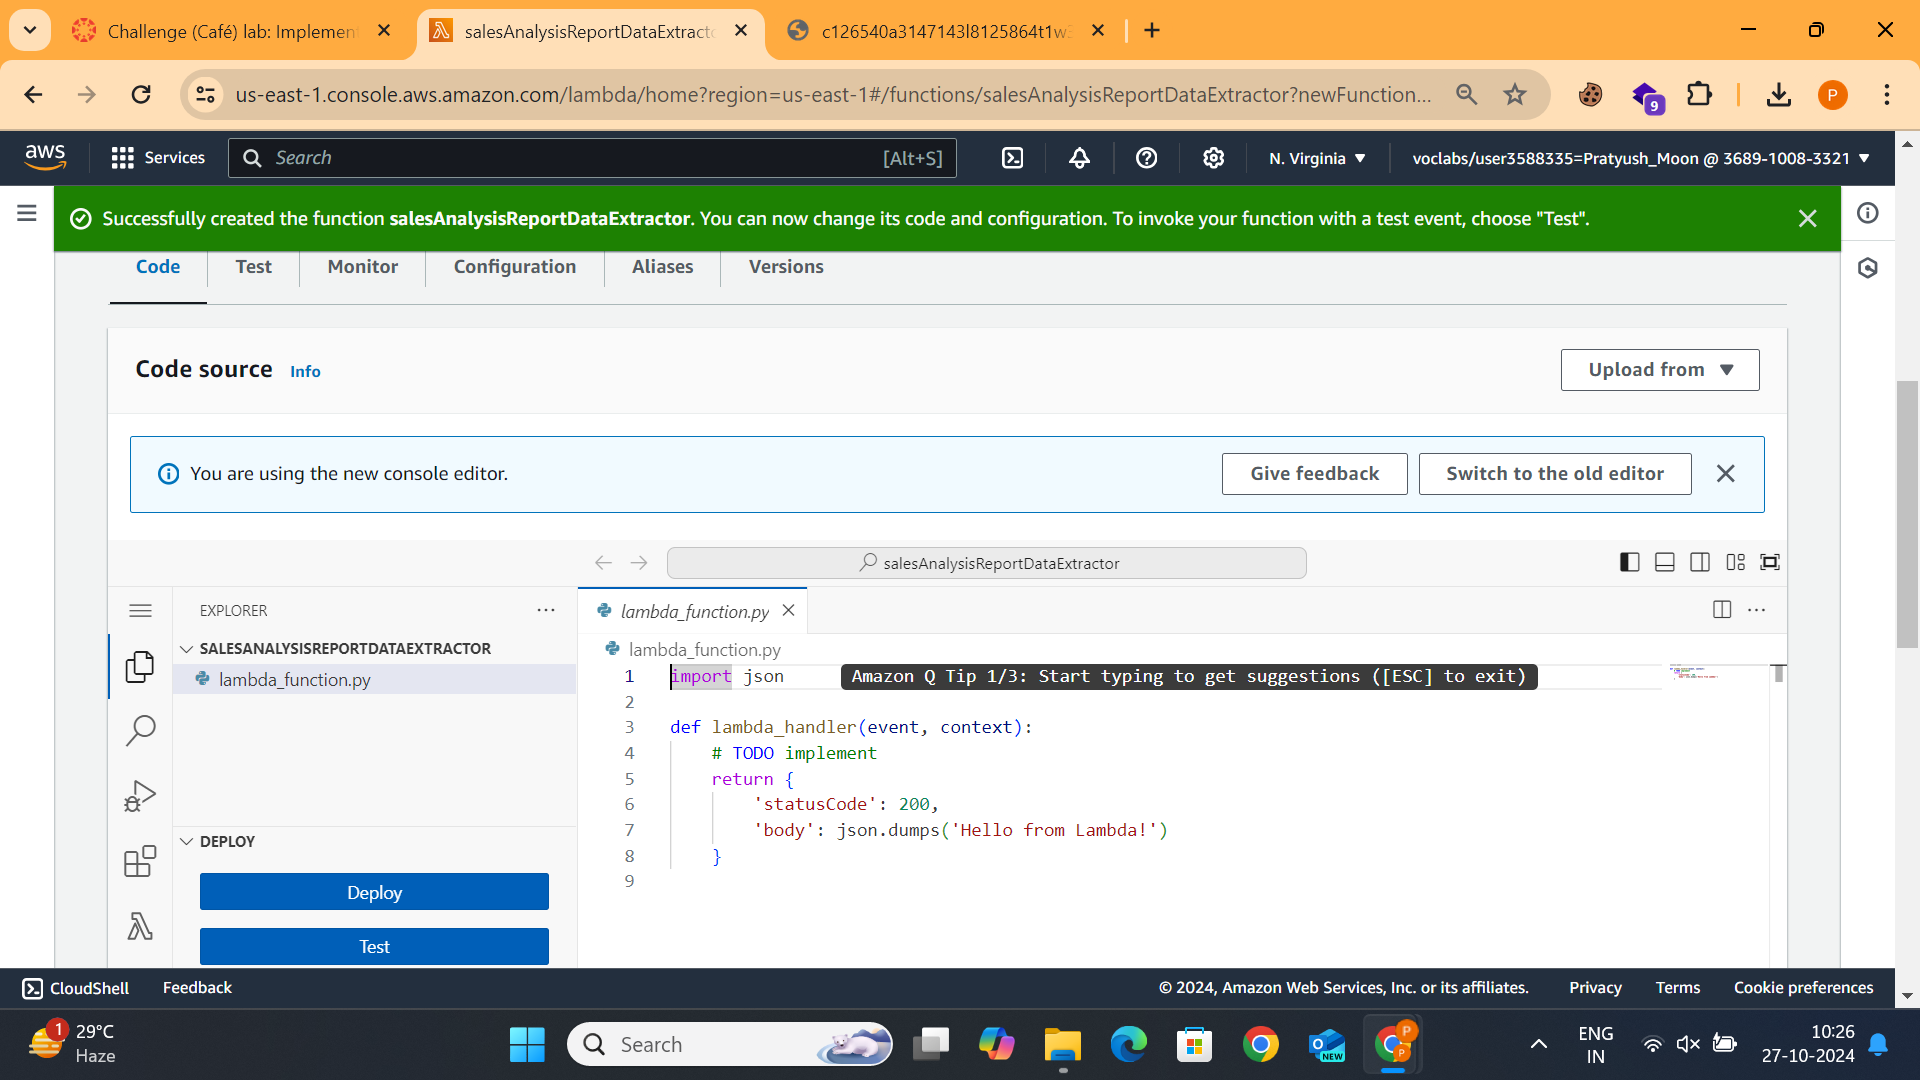 Challenge (Café) lab: Implemen
salesAnalysisReportDataExtracto
c126540a3147143l8125864t1w3
us-east-1.console.aws.amazon.com/lambda/home?region=us-east-1#/functions/salesAnalysisReportDataExtractor?newFunction...
9
P
aws
Services
Search
[Alt+S]
N. Virginia
voclabs/user3588335=Pratyush_Moon @ 3689-1008-3321
Successfully created the function salesAnalysisReportDataExtractor. You can now change its code and configuration. To invoke your function with a test event, choose "Test".
Code
Test
Monitor
Configuration
Aliases
Versions
Code source Info
Upload from
You are using the new console editor.
Give feedback
Switch to the old editor
salesAnalysisReportDataExtractor
EXPLORER
lambda_function.py
SALESANALYSISREPORTDATAEXTRACTOR
lambda_function.py
lambda_function.py
1 import json
Amazon Q Tip 1/3: Start typing to get suggestions ([ESC] to exit)
2
3 def lambda_handler(event, context):
4 # TODO implement
5 return {
6 'statusCode': 200,
7 'body': json.dumps('Hello from Lambda!')
8 }
9
DEPLOY
Deploy
Test
CloudShell
Feedback
© 2024, Amazon Web Services, Inc. or its affiliates.
Privacy
Terms
Cookie preferences
1
29°C
Haze
Search
NEW
P
P
ENG
IN
10:26
27-10-2024